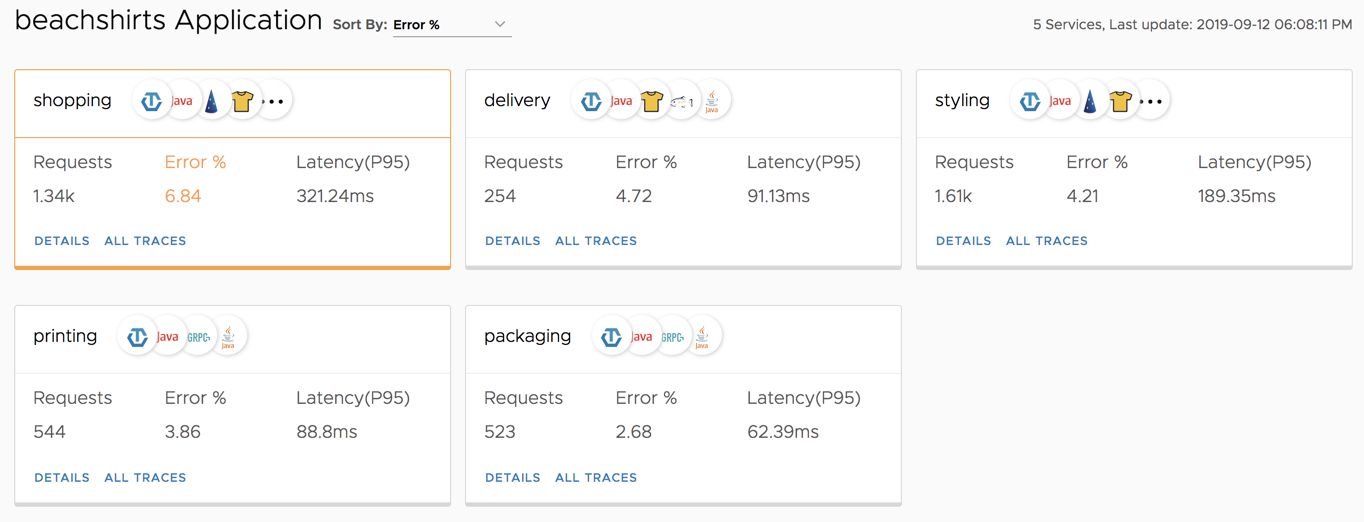 beachshirts Application Sort By: Error % 5 Services, Last update: 2019-09-12 06:08:11 PM
shopping Java ... delivery Java Java styling Java ...
Requests Error % Latency(P95) Requests Error % Latency(P95) Requests Error % Latency(P95)
1.34k 6.84 321.24ms 254 4.72 91.13ms 1.61k 4.21 189.35ms
DETAILS ALL TRACES DETAILS ALL TRACES DETAILS ALL TRACES
printing Java GRPC Java packaging Java GRPC Java
Requests Error % Latency(P95) Requests Error % Latency(P95)
544 3.86 88.8ms 523 2.68 62.39ms
DETAILS ALL TRACES DETAILS ALL TRACES